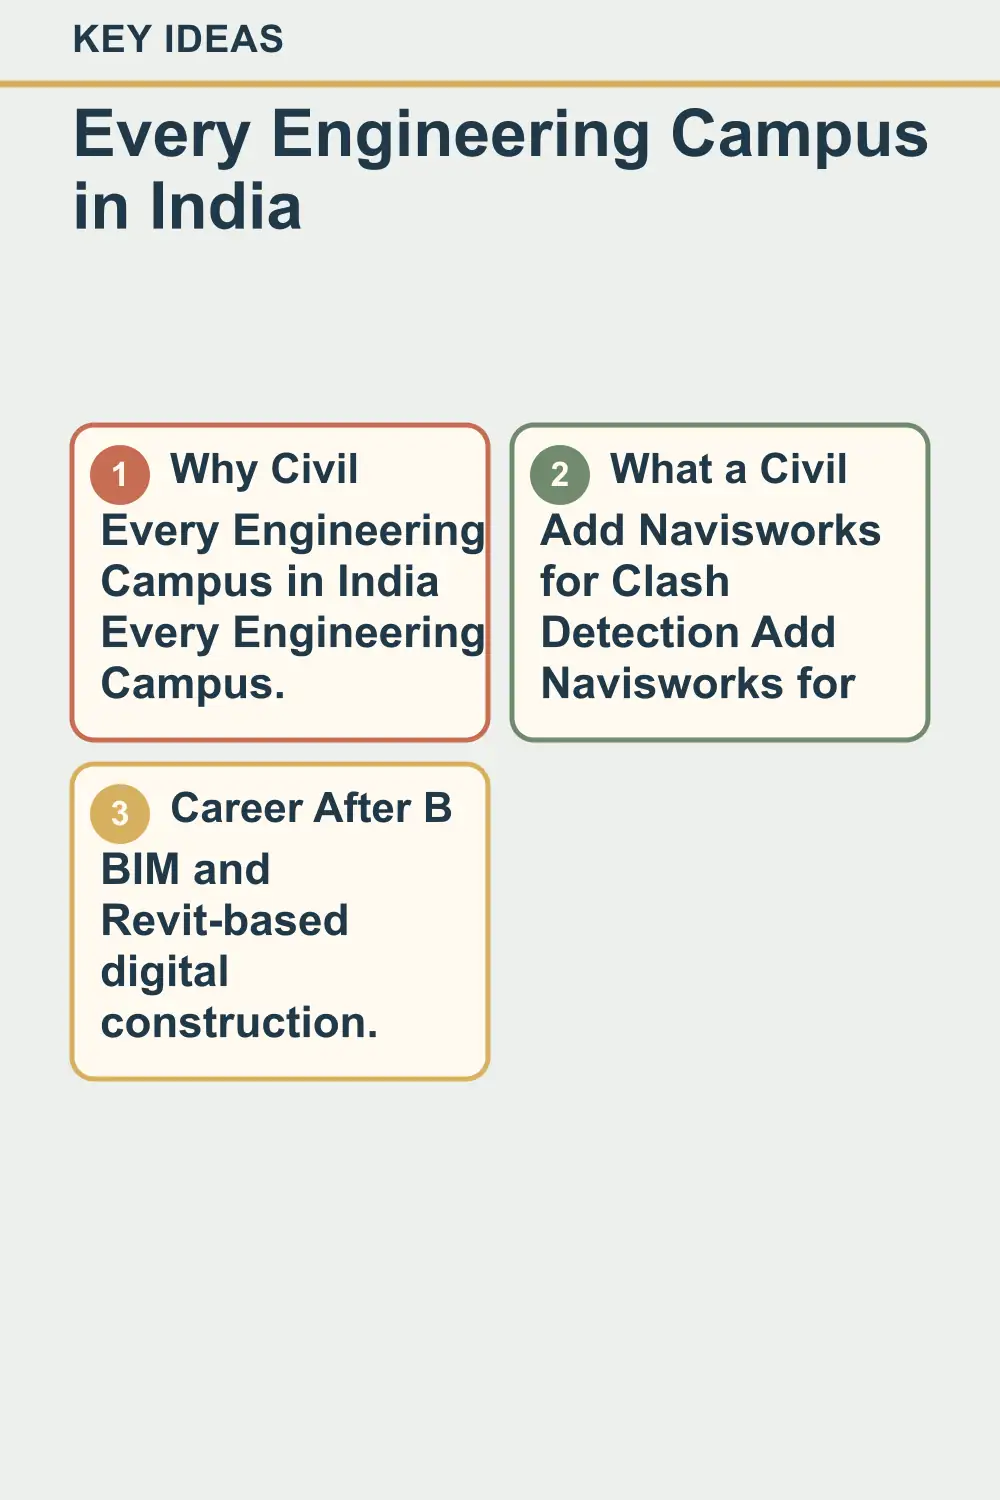 KEY IDEAS
Every Engineering Campus
in India
1 Why Civil
Every Engineering
Campus in India
Every Engineering
Campus.
2 What a Civil
Add Navisworks
for Clash
Detection Add
Navisworks for
3 Career After B
BIM and
Revit-based
digital
construction.